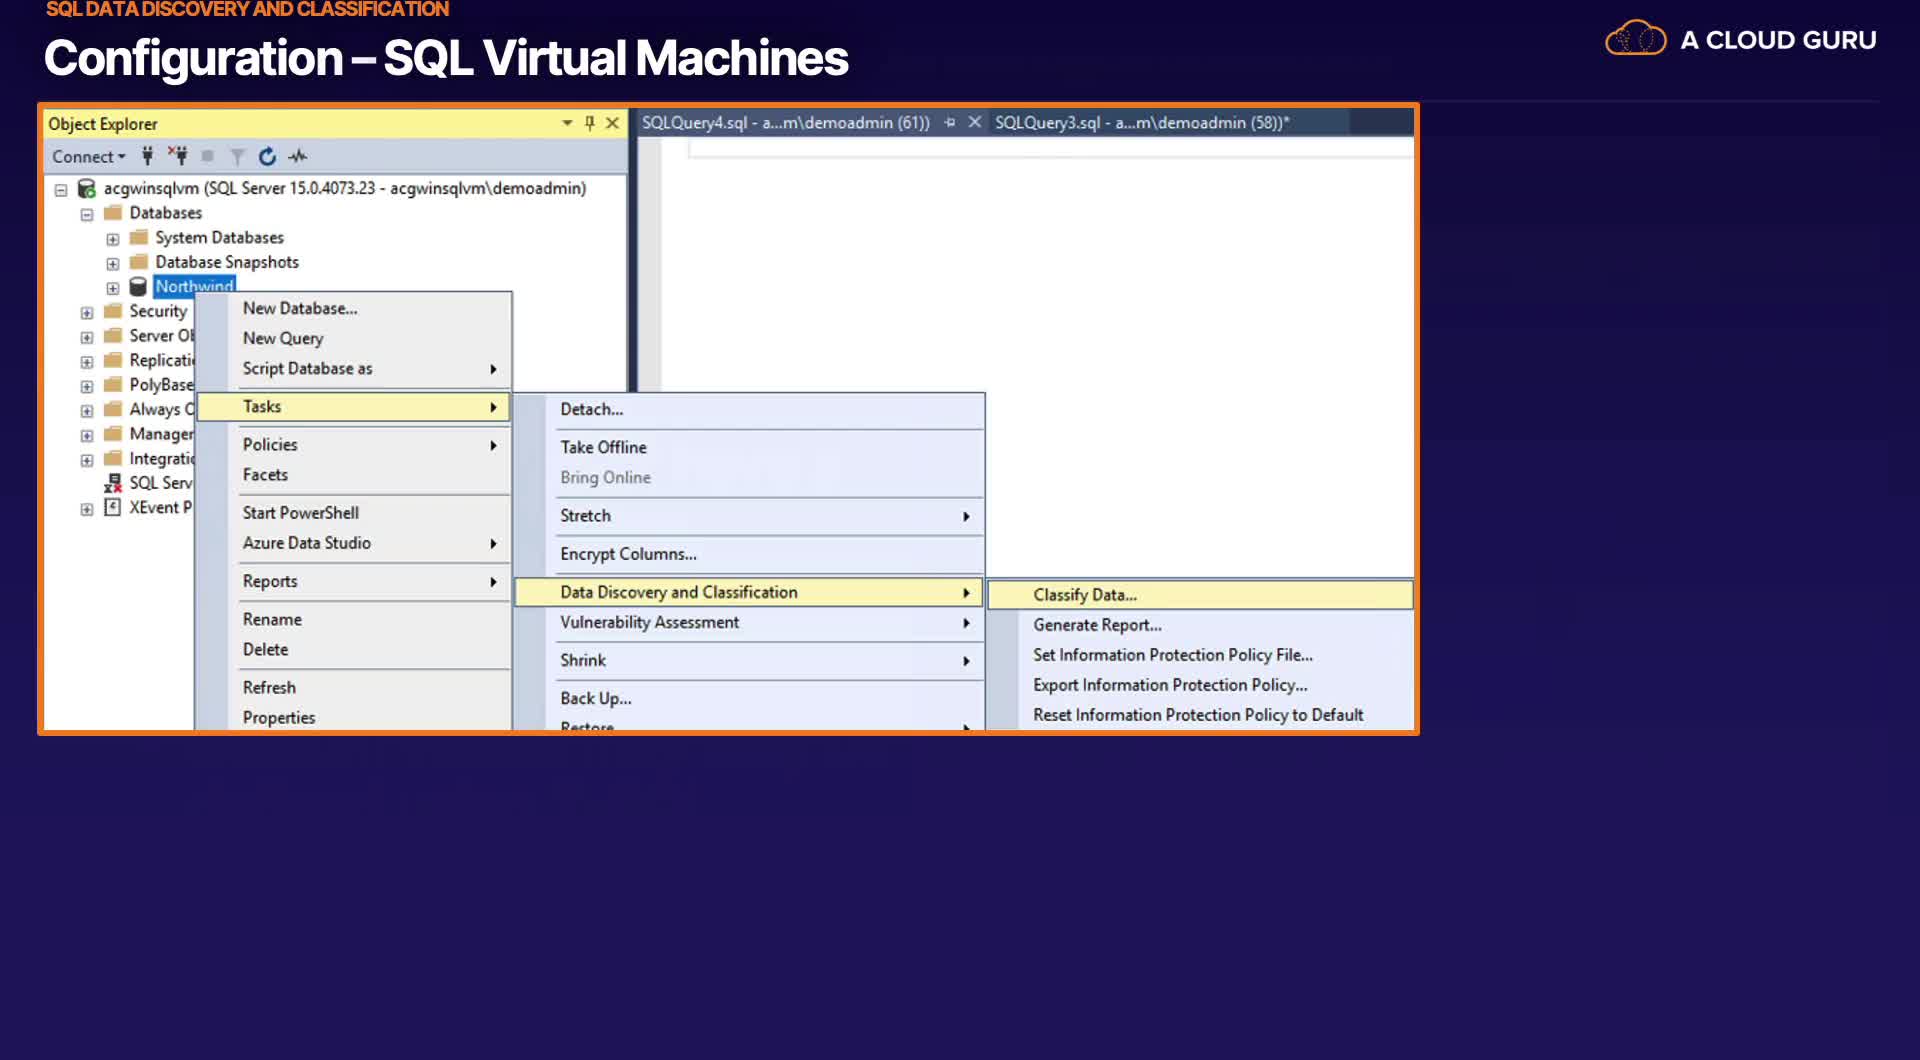 SQL DATA DISCOVERY AND CLASSIFICATION
Configuration – SQL Virtual Machines
A CLOUD GURU
Object Explorer
Connect
acgwinsqlvm (SQL Server 15.0.4073.23 - acgwinsqlvm\demoadmin)
Databases
System Databases
Database Snapshots
Northwind
Security
Server Ob
Replicati
PolyBase
Always O
Manager
Integratic
SQL Serv
XEvent P
SQLQuery4.sql - a...m\demoadmin (61))
SQLQuery3.sql - a...m\demoadmin (58))*
New Database...
New Query
Script Database as
Tasks
Policies
Facets
Start PowerShell
Azure Data Studio
Reports
Rename
Delete
Refresh
Properties
Detach...
Take Offline
Bring Online
Stretch
Encrypt Columns...
Data Discovery and Classification
Vulnerability Assessment
Shrink
Back Up...
Restore
Classify Data...
Generate Report...
Set Information Protection Policy File...
Export Information Protection Policy...
Reset Information Protection Policy to Default